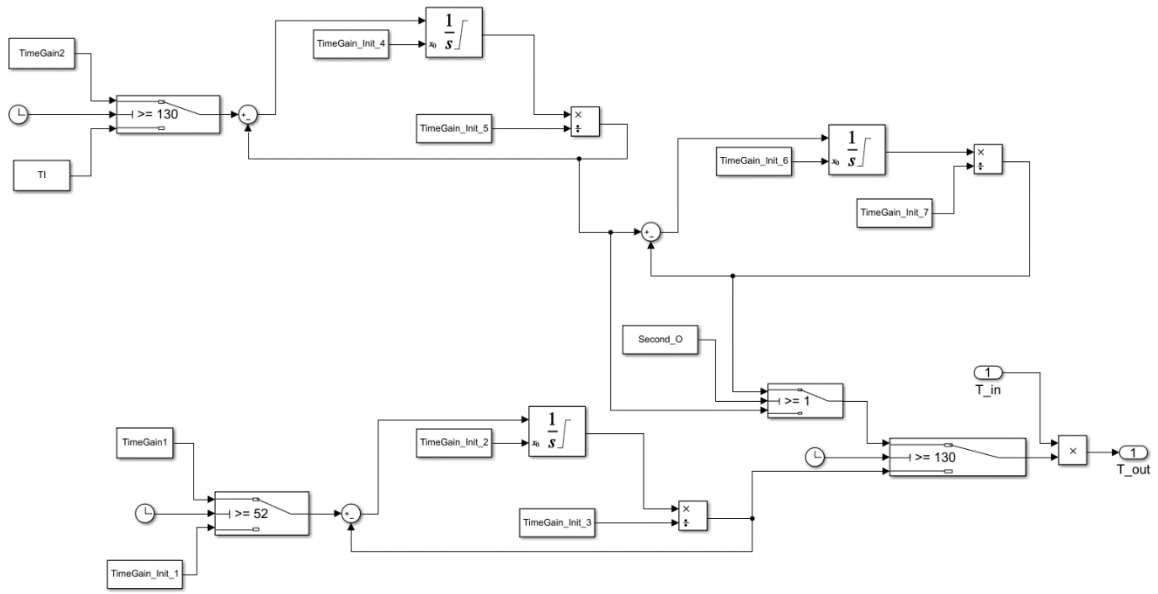 TimeGain2
>= 130
TI
TimeGain_Init_4
x₀
1
s
TimeGain_Init_5
×
÷
+
-
TimeGain_Init_6
x₀
1
s
TimeGain_Init_7
×
÷
+
-
Second_O
>= 1
1
T_in
TimeGain1
>= 52
TimeGain_Init_1
+
-
TimeGain_Init_2
x₀
1
s
TimeGain_Init_3
×
÷
>= 130
×
1
T_out